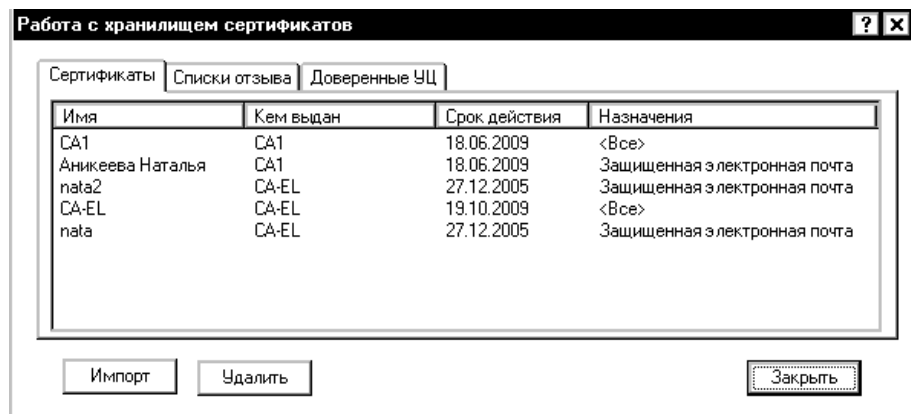 Работа с хранилищем сертификатов
Сертификаты Списки отзыва Доверенные УЦ
Имя Кем выдан Срок действия Назначения
CA1 CA1 18.06.2009 <Все>
Аникеева Наталья CA1 18.06.2009 Защищенная электронная почта
nata2 CA-EL 27.12.2005 Защищенная электронная почта
CA-EL CA-EL 19.10.2009 <Все>
nata CA-EL 27.12.2005 Защищенная электронная почта
Импорт Удалить Закрыть